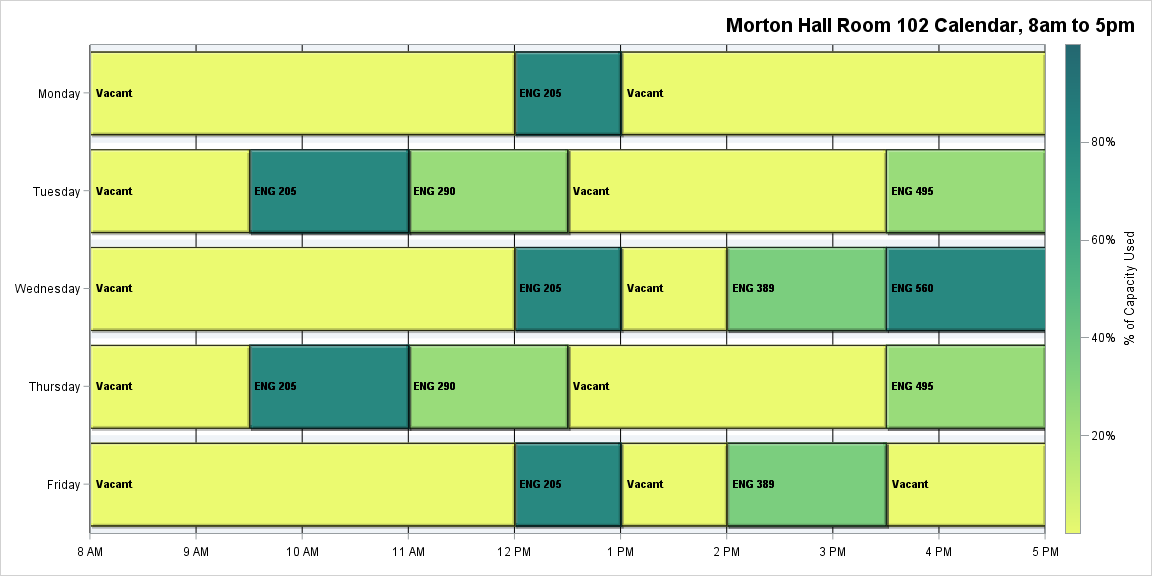 Morton Hall Room 102 Calendar, 8am to 5pm
Monday
Vacant
ENG 205
Vacant
Tuesday
Vacant
ENG 205
ENG 290
Vacant
ENG 495
Wednesday
Vacant
ENG 205
Vacant
ENG 389
ENG 560
Thursday
Vacant
ENG 205
ENG 290
Vacant
ENG 495
Friday
Vacant
ENG 205
Vacant
ENG 389
Vacant
8 AM
9 AM
10 AM
11 AM
12 PM
1 PM
2 PM
3 PM
4 PM
5 PM
80%
60%
40%
20%
% of Capacity Used